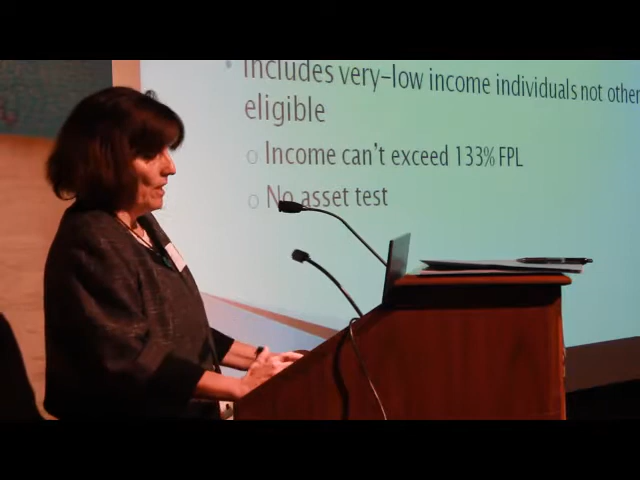 Includes very-low income individuals not other
eligible
Income can't exceed 133% FPL
No asset test